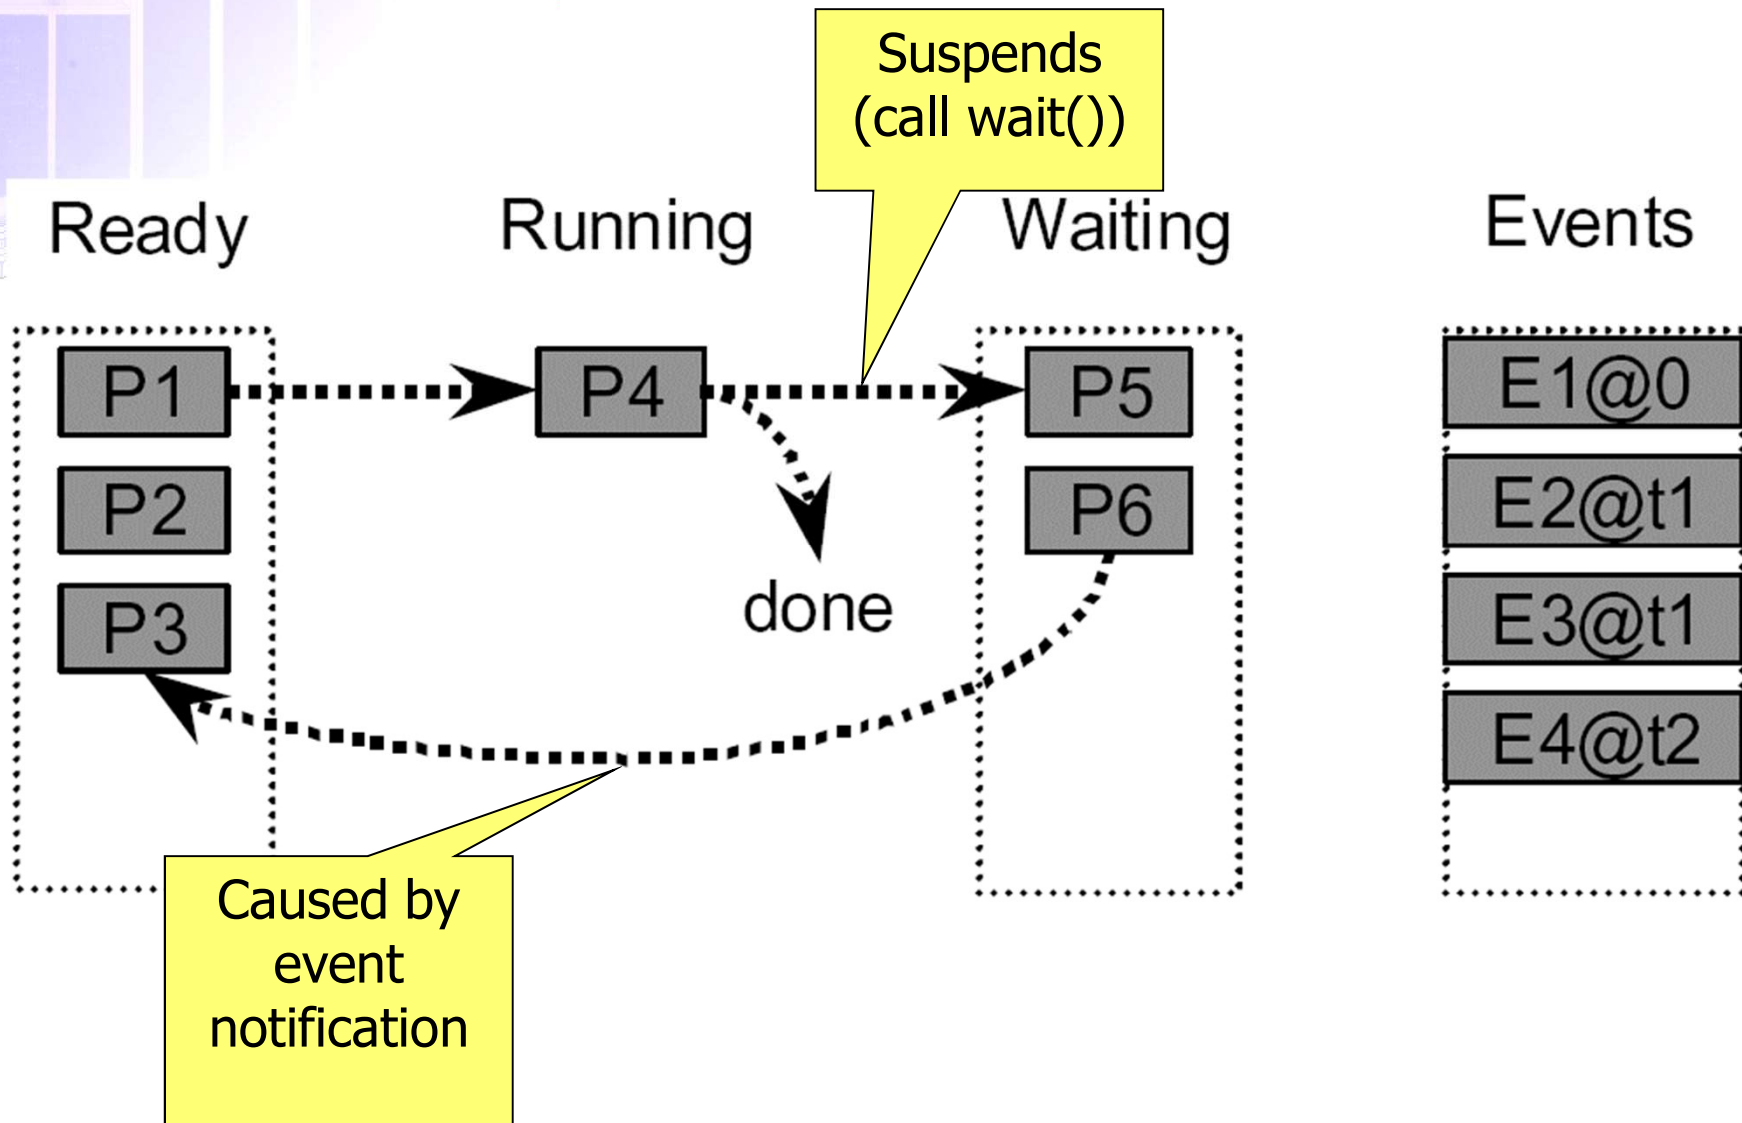 Suspends
(call wait())
Ready
Running
Waiting
Events
P1
P4
P5
E1@0
P2
P6
E2@t1
P3
done
E3@t1
E4@t2
Caused by
event
notification